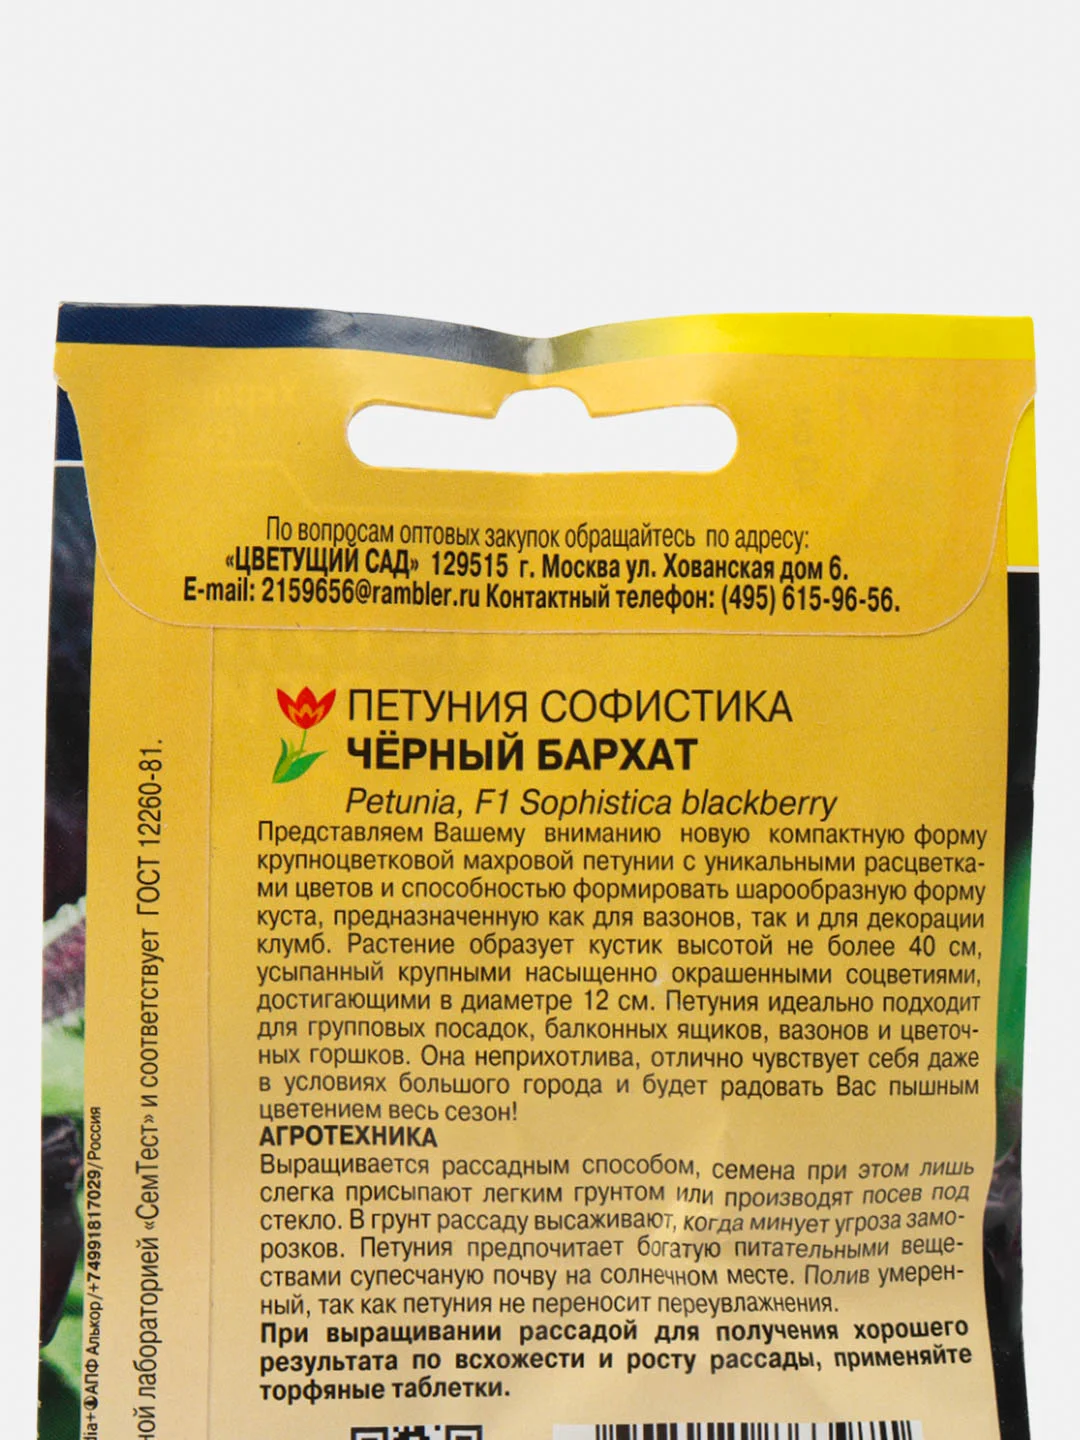 По вопросам оптовых закупок обращайтесь по адресу:
«ЦВЕТУЩИЙ САД» 129515 г. Москва ул. Хованская дом 6.
E-mail: 2159656@rambler.ru Контактный телефон: (495) 615-96-56.
ПЕТУНИЯ СОФИСТИКА
ЧЁРНЫЙ БАРХАТ
Petunia, F1 Sophistica blackberry
Представляем Вашему вниманию новую компактную форму
крупноцветковой махровой петунии с уникальными расцветка-
ми цветов и способностью формировать шарообразную форму
куста, предназначенную как для вазонов, так и для декорации
клумб. Растение образует кустик высотой не более 40 см,
усыпанный крупными насыщенно окрашенными соцветиями,
достигающими в диаметре 12 см. Петуния идеально подходит
для групповых посадок, балконных ящиков, вазонов и цветоч-
ных горшков. Она неприхотлива, отлично чувствует себя даже
в условиях большого города и будет радовать Вас пышным
цветением весь сезон!
АГРОТЕХНИКА
Выращивается рассадным способом, семена при этом лишь
слегка присыпают легким грунтом или производят посев под
стекло. В грунт рассаду высаживают, когда минует угроза замо-
розков. Петуния предпочитает богатую питательными веще-
ствами супесчаную почву на солнечном месте. Полив умерен-
ный, так как петуния не переносит переувлажнения.
При выращивании рассадой для получения хорошего
результата по всхожести и росту рассады, применяйте
торфяные таблетки.
ной лабораторией «СемТест» и соответствует ГОСТ 12260-81.
АПФ Алькор/+74991817029/Россия